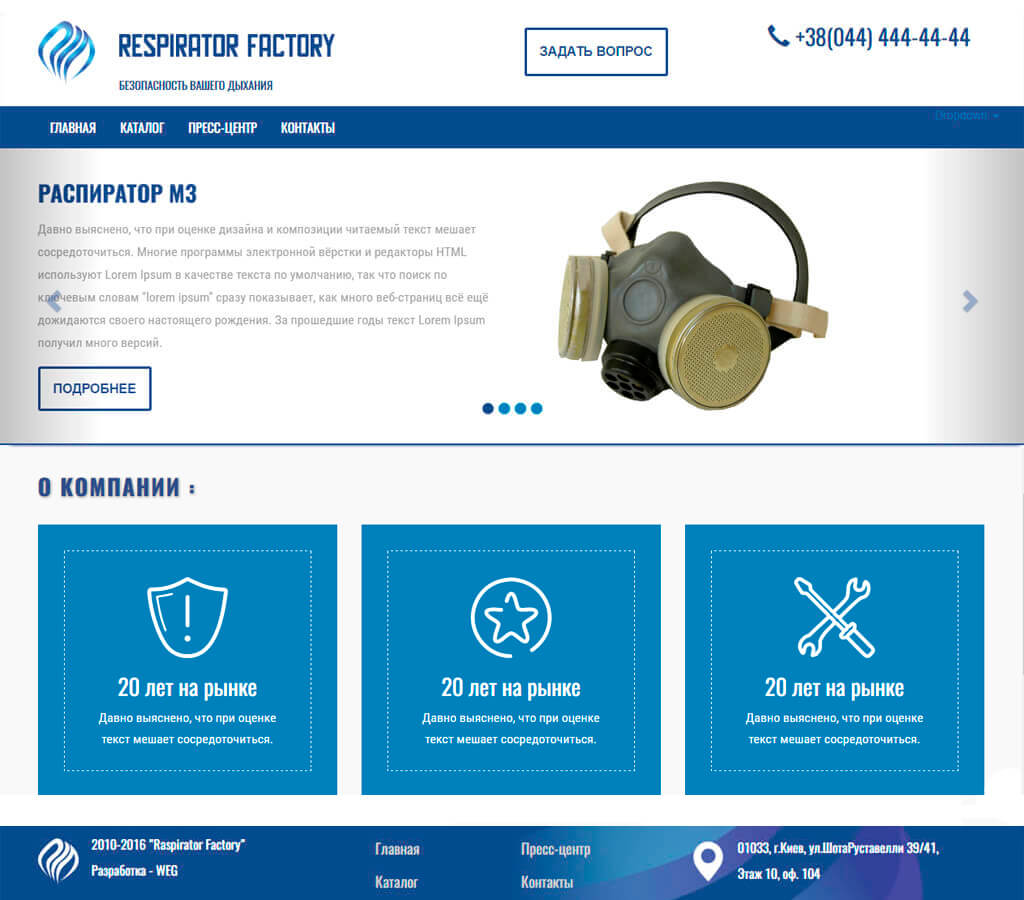 RESPIRATOR FACTORY
БЕЗОПАСНОСТЬ ВАШЕГО ДЫХАНИЯ
ЗАДАТЬ ВОПРОС
+38(044) 444-44-44
ГЛАВНАЯ КАТАЛОГ ПРЕСС-ЦЕНТР КОНТАКТЫ
Dropdown
РАСПИРАТОР М3
Давно выяснено, что при оценке дизайна и композиции читаемый текст мешает
сосредоточиться. Многие программы электронной вёрстки и редакторы HTML
используют Lorem Ipsum в качестве текста по умолчанию, так что поиск по
ключевым словам "lorem ipsum" сразу показывает, как много веб-страниц всё ещё
дожидаются своего настоящего рождения. За прошедшие годы текст Lorem Ipsum
получил много версий.
ПОДРОБНЕЕ
О КОМПАНИИ :
20 лет на рынке
Давно выяснено, что при оценке
текст мешает сосредоточиться.
20 лет на рынке
Давно выяснено, что при оценке
текст мешает сосредоточиться.
20 лет на рынке
Давно выяснено, что при оценке
текст мешает сосредоточиться.
2010-2016 "Raspirator Factory"
Разработка - WEG
Главная
Каталог
Пресс-центр
Контакты
01033, г.Киев, ул.ШотаРуставелли 39/41,
Этаж 10, оф. 104